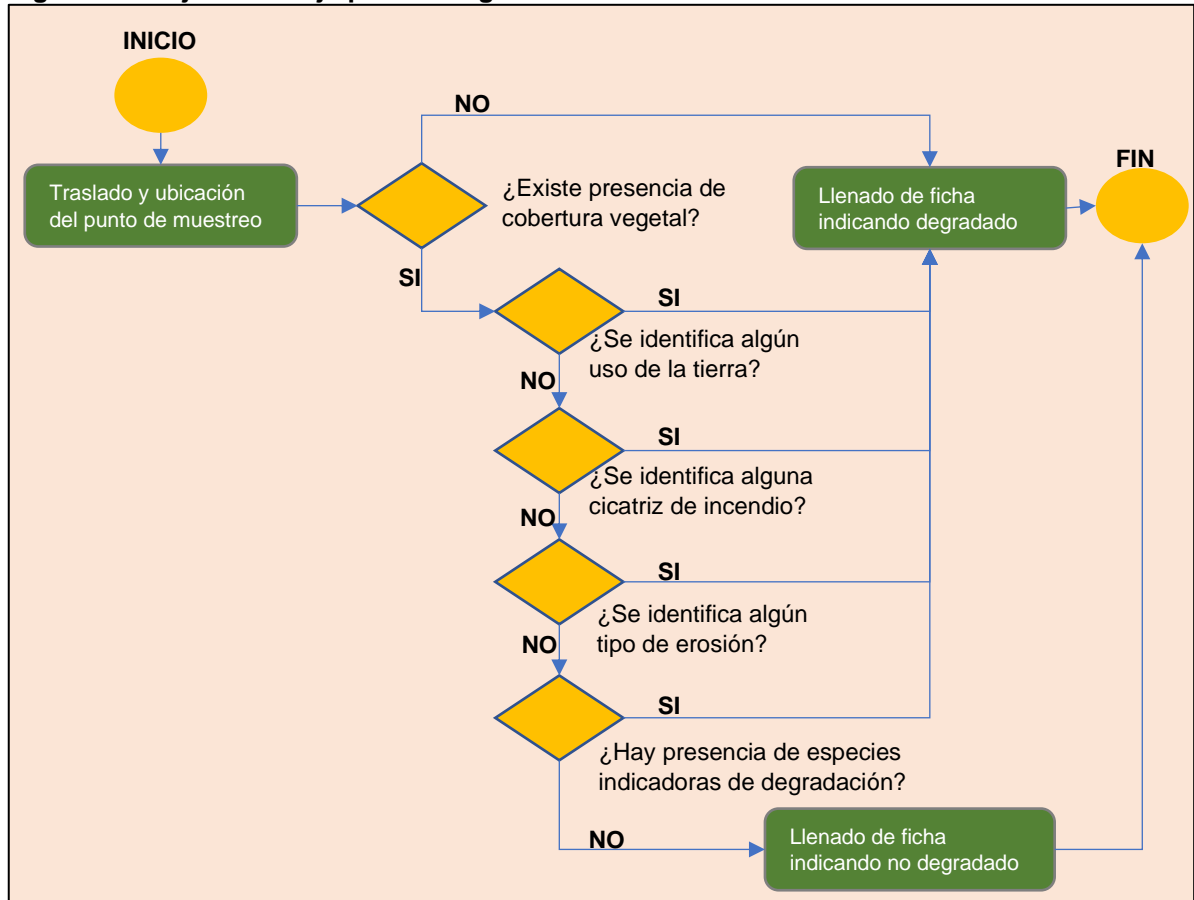 INICIO
NO
FIN
Traslado y ubicación
del punto de muestreo
¿Existe presencia de
cobertura vegetal?
Llenado de ficha
indicando degradado
SI
SI
¿Se identifica algún
uso de la tierra?
NO
SI
¿Se identifica alguna
cicatriz de incendio?
NO
SI
¿Se identifica algún
tipo de erosión?
NO
SI
¿Hay presencia de especies
indicadoras de degradación?
NO
Llenado de ficha
indicando no degradado